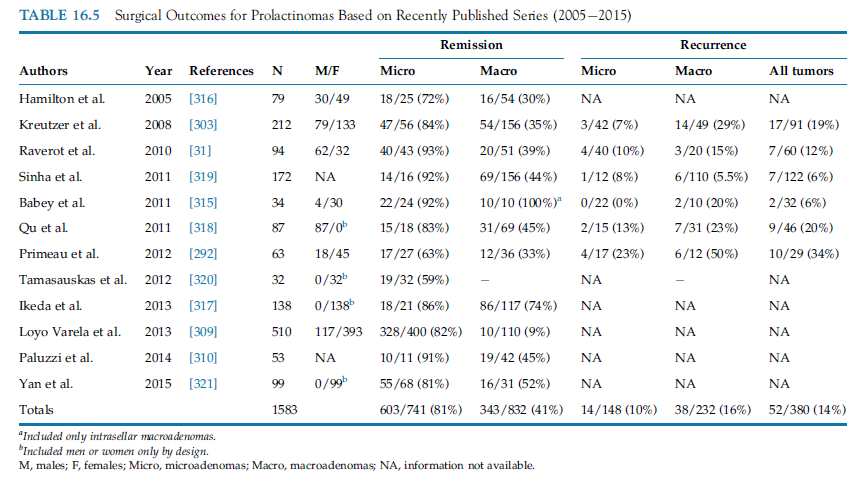 TABLE 16.5 Surgical Outcomes for Prolactinomas Based on Recently Published Series (2005–2015)
Remission Recurrence
Authors Year References N M/F Micro Macro Micro Macro All tumors
Hamilton et al. 2005 [316] 79 30/49 18/25 (72%) 16/54 (30%) NA NA NA
Kreutzer et al. 2008 [303] 212 79/133 47/56 (84%) 54/156 (35%) 3/42 (7%) 14/49 (29%) 17/91 (19%)
Raverot et al. 2010 [31] 94 62/32 40/43 (93%) 20/51 (39%) 4/40 (10%) 3/20 (15%) 7/60 (12%)
Sinha et al. 2011 [319] 172 NA 14/16 (92%) 69/156 (44%) 1/12 (8%) 6/110 (5.5%) 7/122 (6%)
Babey et al. 2011 [315] 34 4/30 22/24 (92%) 10/10 (100%)a 0/22 (0%) 2/10 (20%) 2/32 (6%)
Qu et al. 2011 [318] 87 87/0b 15/18 (83%) 31/69 (45%) 2/15 (13%) 7/31 (23%) 9/46 (20%)
Primeau et al. 2012 [292] 63 18/45 17/27 (63%) 12/36 (33%) 4/17 (23%) 6/12 (50%) 10/29 (34%)
Tamasauskas et al. 2012 [320] 32 0/32b 19/32 (59%) – NA – NA
Ikeda et al. 2013 [317] 138 0/138b 18/21 (86%) 86/117 (74%) NA NA NA
Loyo Varela et al. 2013 [309] 510 117/393 328/400 (82%) 10/110 (9%) NA NA NA
Paluzzi et al. 2014 [310] 53 NA 10/11 (91%) 19/42 (45%) NA NA NA
Yan et al. 2015 [321] 99 0/99b 55/68 (81%) 16/31 (52%) NA NA NA
Totals 1583 603/741 (81%) 343/832 (41%) 14/148 (10%) 38/232 (16%) 52/380 (14%)
aIncluded only intrasellar macroadenomas.
bIncluded men or women only by design.
M, males; F, females; Micro, microadenomas; Macro, macroadenomas; NA, information not available.